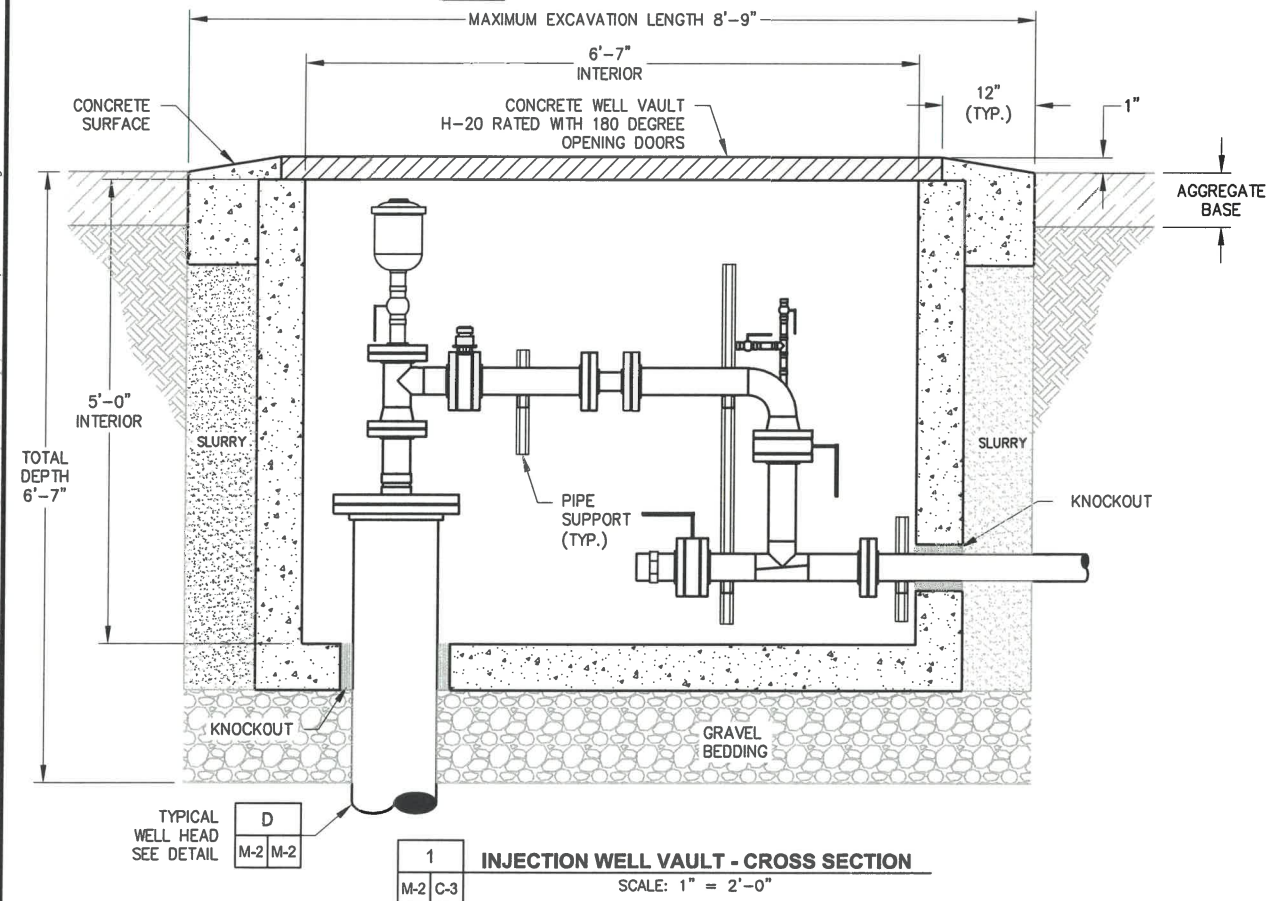 MAXIMUM EXCAVATION LENGTH 8'-9"
6'-7"
INTERIOR
CONCRETE
SURFACE
CONCRETE WELL VAULT
H-20 RATED WITH 180 DEGREE
OPENING DOORS
12"
(TYP.)
1"
AGGREGATE
BASE
5'-0"
INTERIOR
SLURRY
SLURRY
TOTAL
DEPTH
6'-7"
PIPE
SUPPORT
(TYP.)
KNOCKOUT
KNOCKOUT
GRAVEL
BEDDING
TYPICAL
WELL HEAD
SEE DETAIL
D
M-2 M-2
1
M-2 C-3
INJECTION WELL VAULT - CROSS SECTION
SCALE: 1" = 2'-0"